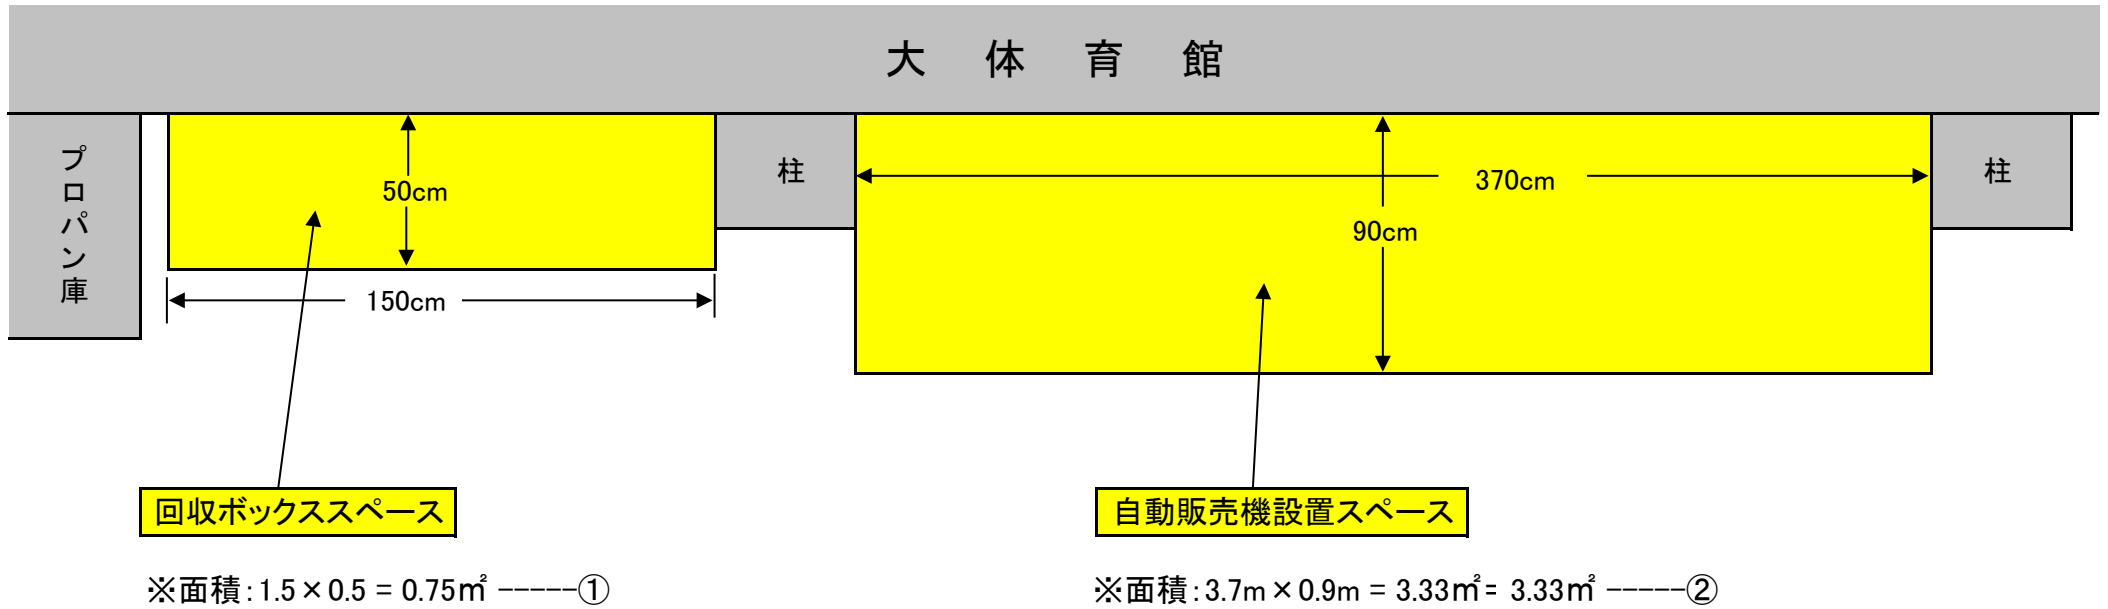 大 体 育 館
プロパン庫
50cm
150cm
柱
370cm
90cm
柱
回収ボックススペース
自動販売機設置スペース
※面積:1.5×0.5 = 0.75㎡ -----①
※面積:3.7m×0.9m = 3.33㎡= 3.33㎡ -----②